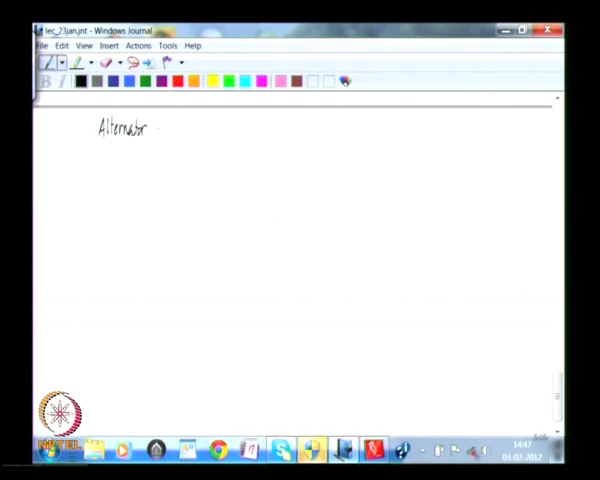 lec_23jan.jnt - Windows Journal
File Edit View Insert Actions Tools Help
B I
Alternator
NPTEL
14:47
03-02-2012